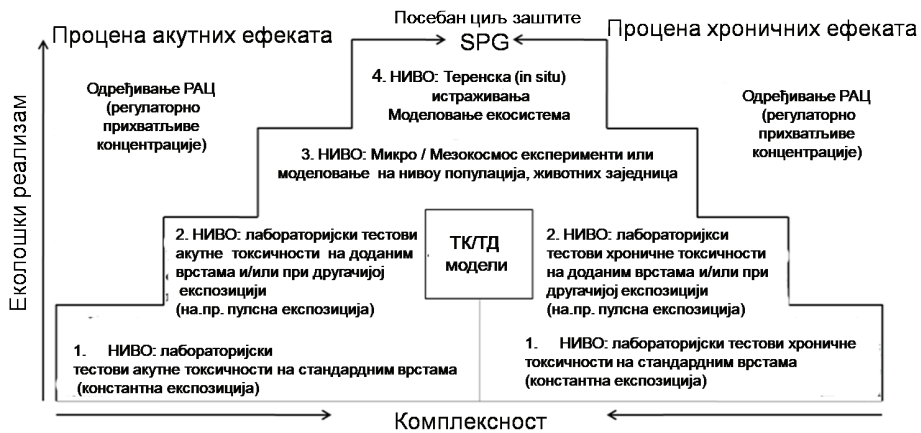 Посебан циљ заштите
SPG
Процена акутних ефеката
Процена хроничних ефеката
Еколошки реализам
Одређивање РАЦ
(регулаторно
прихватљиве
концентрације)
4. НИВО: Теренска (in situ)
истраживања
Моделовање екосистема
Одређивање РАЦ
(регулаторно
прихватљиве
концентрације)
3. НИВО: Микро / Мезокосмос експерименти или
моделовање на нивоу популација, животних заједница
2. НИВО: лабораторијски тестови
акутне токсичности на доданим
врстама и/или при другачијој
експозицији
(на.пр. пулсна експозиција)
ТК/ТД
модели
2. НИВО: лабораторијкси
тестови хроничне токсичности
на доданим врстама и/или при
другачијој експозицији
(на.пр. пулсна експозиција)
1. НИВО: лабораторијски
тестови акутне токсичности на стандардним врстама
(константна експозиција)
1. НИВО: лабораторијски тестови хроничне
токсичности на стандардним врстама
(константна експозиција)
Комплексност